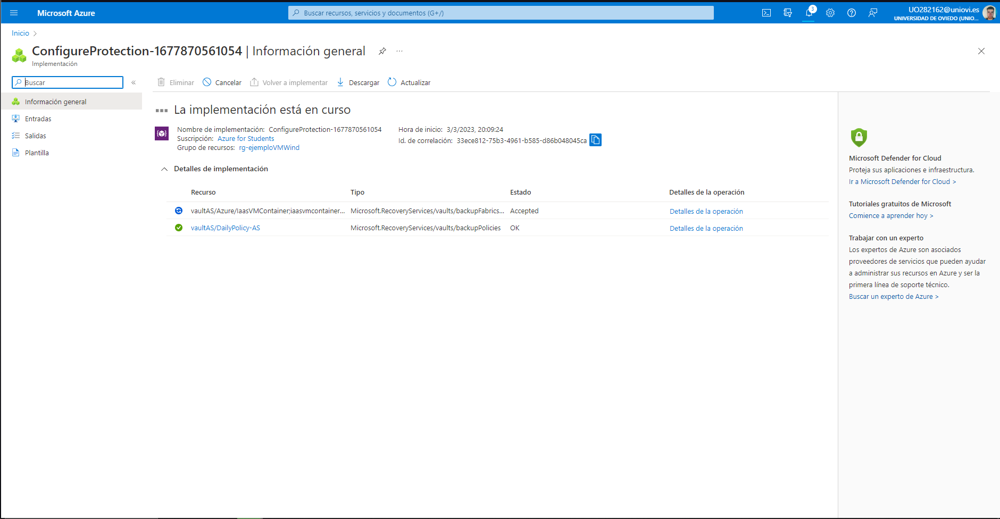 Microsoft Azure
Buscar recursos, servicios y documentos (G+/)
3
UO282162@uniovi.es
UNIVERSIDAD DE OVIEDO (UNIO...
Inicio >
ConfigureProtection-1677870561054 | Información general
Implementación
Buscar
«
Eliminar
Cancelar
Volver a implementar
Descargar
Actualizar
Información general
Entradas
Salidas
Plantilla
La implementación está en curso
Nombre de implementación: ConfigureProtection-1677870561054
Suscripción: Azure for Students
Grupo de recursos: rg-ejemploVMWind
Hora de inicio: 3/3/2023, 20:09:24
Id. de correlación: 33ece812-75b3-4961-b585-d86b048045ca
Detalles de implementación
Recurso Tipo Estado Detalles de la operación
vaultAS/Azure/IaasVMContainer;iaasvmcontainer... Microsoft.RecoveryServices/vaults/backupFabrics... Accepted Detalles de la operación
vaultAS/DailyPolicy-AS Microsoft.RecoveryServices/vaults/backupPolicies OK Detalles de la operación
Microsoft Defender for Cloud
Proteja sus aplicaciones e infraestructura.
Ir a Microsoft Defender for Cloud >
Tutoriales gratuitos de Microsoft
Comience a aprender hoy >
Trabajar con un experto
Los expertos de Azure son asociados
proveedores de servicios que pueden ayudar
a administrar sus recursos en Azure y ser la
primera línea de soporte técnico.
Buscar un experto de Azure >